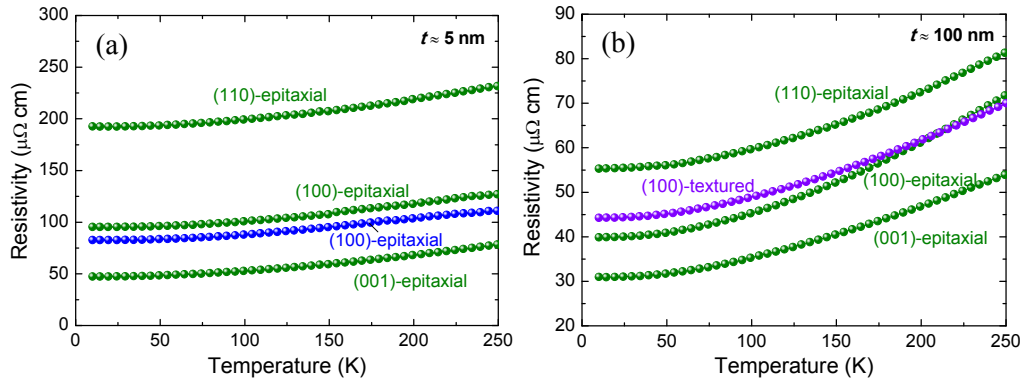 (a)
t ≈ 5 nm
(110)-epitaxial
(100)-epitaxial
(100)-epitaxial
(001)-epitaxial
300
250
200
150
100
50
0
0 50 100 150 200 250
Resistivity (μΩ cm)
Temperature (K)
(b)
t ≈ 100 nm
(110)-epitaxial
(100)-textured
(100)-epitaxial
(001)-epitaxial
100
90
80
70
60
50
40
30
20
0 50 100 150 200 250
Resistivity (μΩ cm)
Temperature (K)